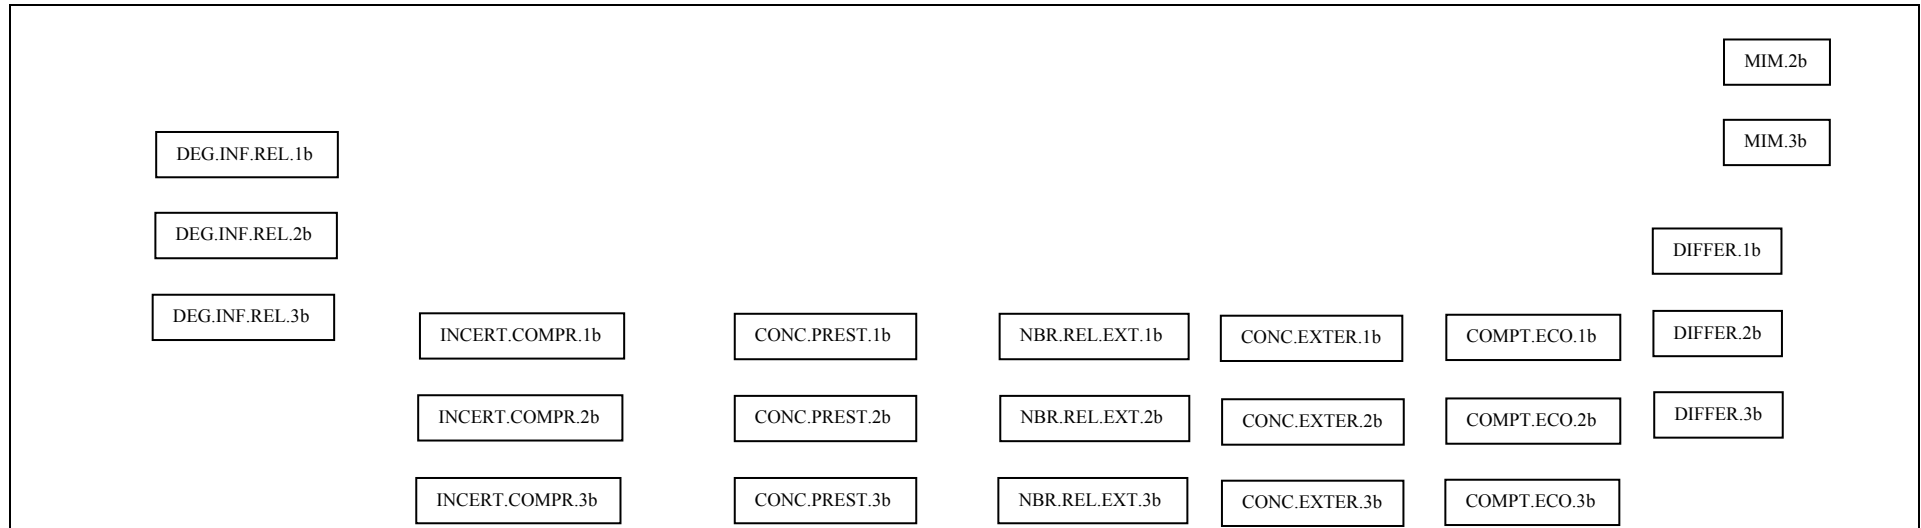 MIM.2b
MIM.3b
DEG.INF.REL.1b
DEG.INF.REL.2b
DEG.INF.REL.3b
DIFFER.1b
DIFFER.2b
DIFFER.3b
INCERT.COMPR.1b
INCERT.COMPR.2b
INCERT.COMPR.3b
CONC.PREST.1b
CONC.PREST.2b
CONC.PREST.3b
NBR.REL.EXT.1b
NBR.REL.EXT.2b
NBR.REL.EXT.3b
CONC.EXTER.1b
CONC.EXTER.2b
CONC.EXTER.3b
COMPT.ECO.1b
COMPT.ECO.2b
COMPT.ECO.3b